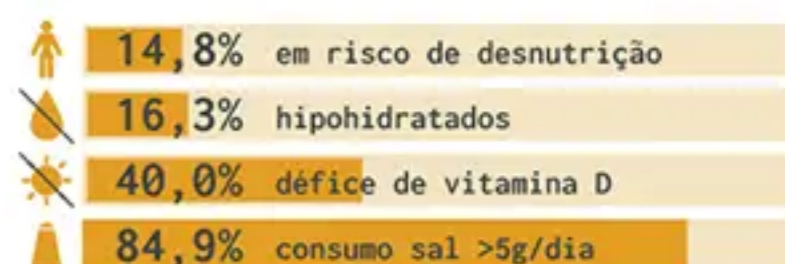 14,8% em risco de desnutrição
16,3% hipohidratados
40,0% défice de vitamina D
84,9% consumo sal >5g/dia